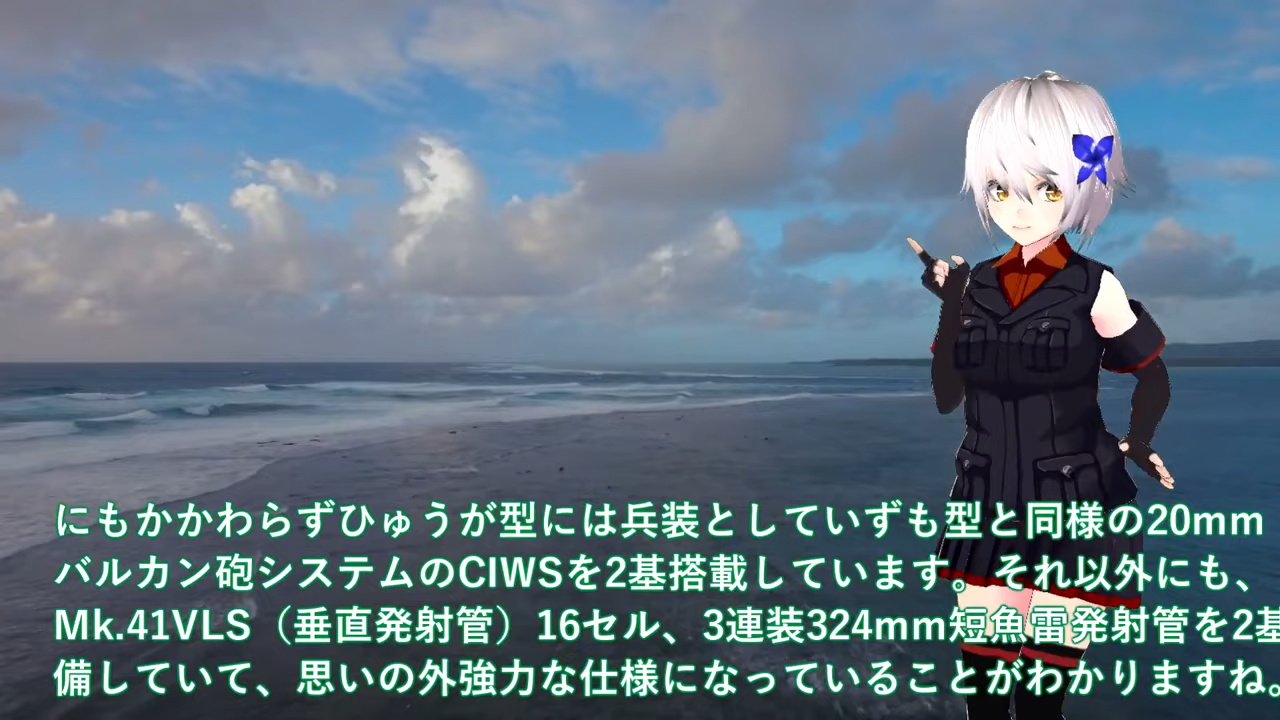 にもかかわらずひゅうが型には兵装としていずも型と同様の20mm
バルカン砲システムのCIWSを2基搭載しています。それ以外にも、
Mk.41VLS（垂直発射管）16セル、3連装324mm短魚雷発射管を2基
備していて、思いの外強力な仕様になっていることがわかりますね。